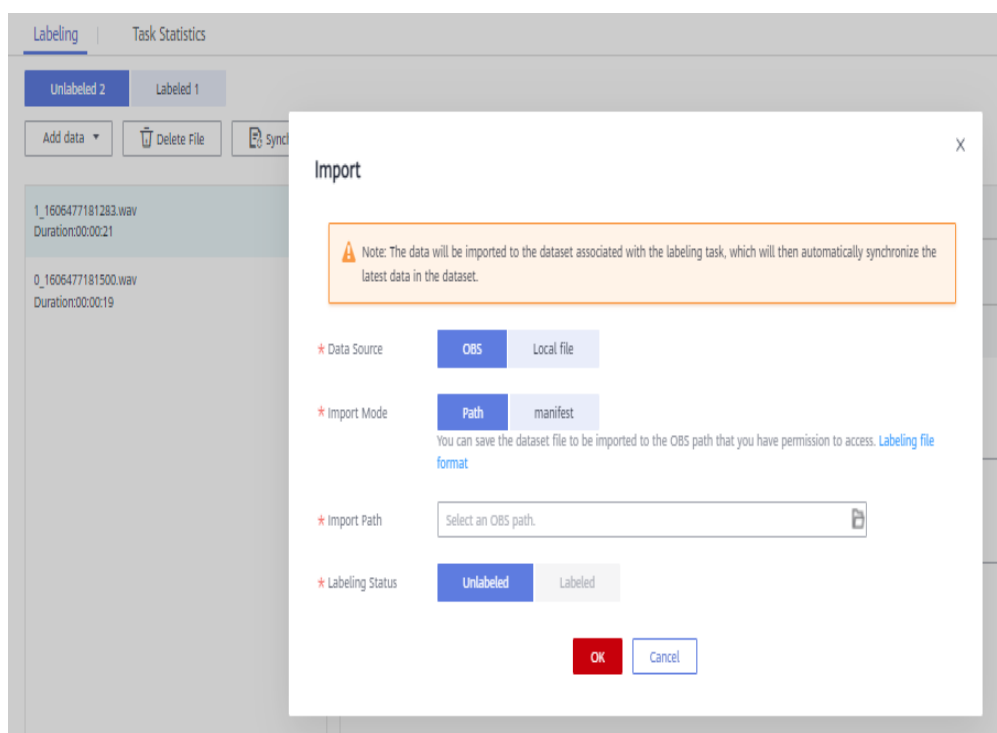 Labeling
Task Statistics
Unlabeled 2
Labeled 1
Add data
Delete File
1_1606477181283.wav
Duration:00:00:21
0_1606477181500.wav
Duration:00:00:19
X
Import
Note: The data will be imported to the dataset associated with the labeling task, which will then automatically synchronize the
latest data in the dataset.
* Data Source
OBS
Local file
* Import Mode
Path
manifest
You can save the dataset file to be imported to the OBS path that you have permission to access. Labeling file
format
* Import Path
Select an OBS path.
* Labeling Status
Unlabeled
Labeled
OK
Cancel